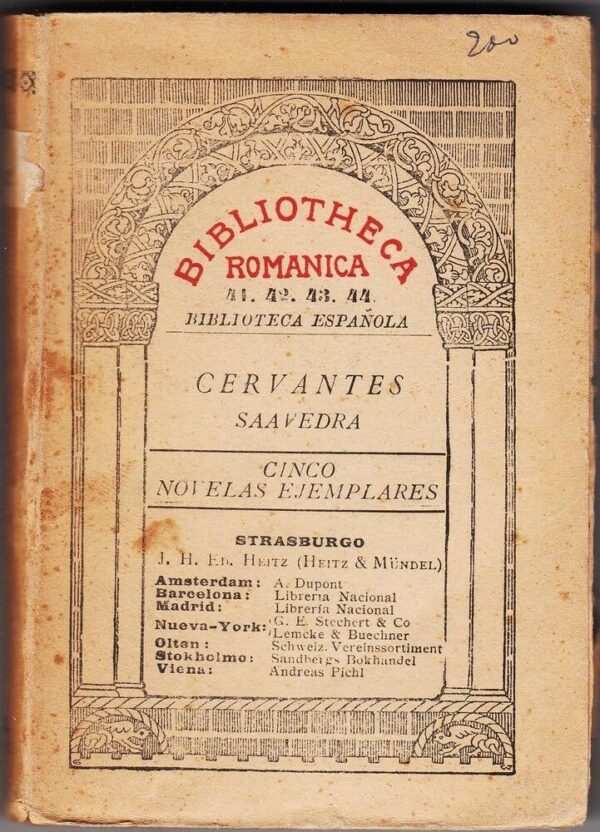 200
BIBLIOTHECA
ROMANICA
41. 42. 43. 44.
BIBLIOTECA ESPAÑOLA
CERVANTES
SAAVEDRA
CINCO
NOVELAS EJEMPLARES
STRASBURGO
J. H. ED. HEITZ (HEITZ & MÜNDEL)
Amsterdam: A. Dupont
Barcelona: Librería Nacional
Madrid: Librería Nacional
Nueva-York: G. E. Stechert & Co
Lemcke & Buechner
Olten: Schweiz. Vereinssortiment
Stokholmo: Sandbergs Bokhandel
Viena: Andreas Pichl